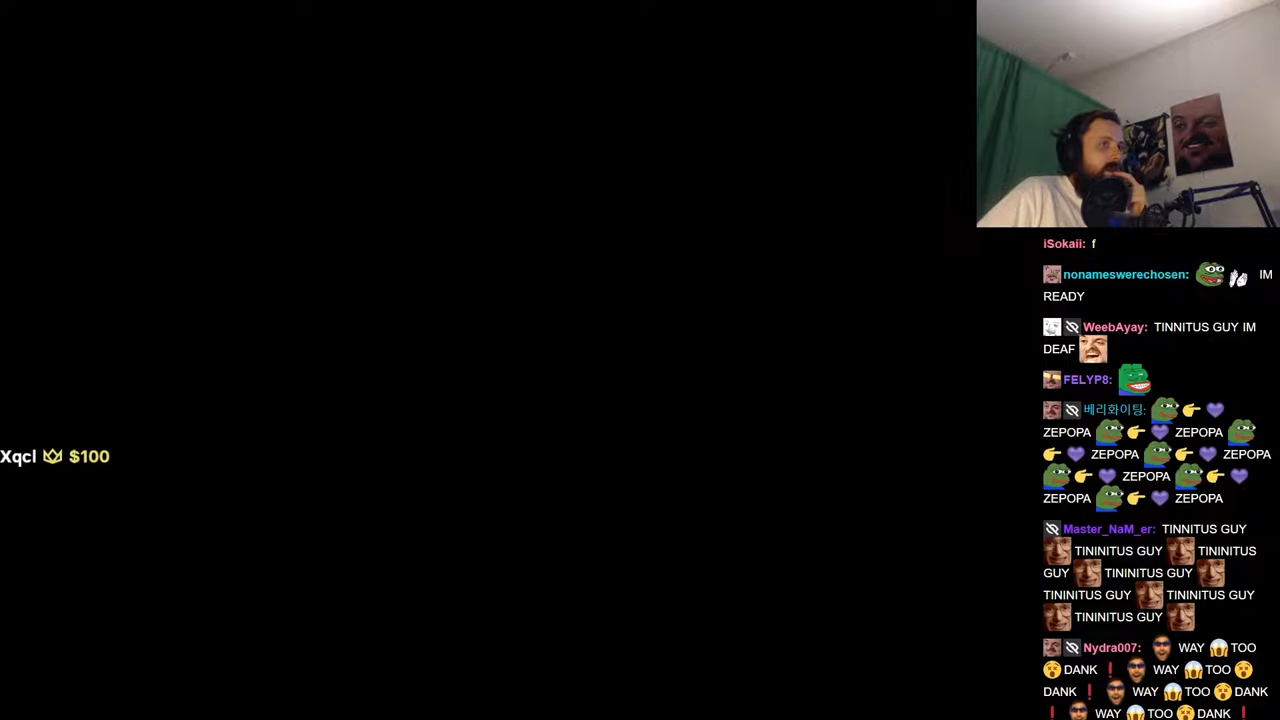 iSokaii: f
nonameswerechosen: IM
READY
WeebAyay: TINNITUS GUY IM
DEAF
FELYP8:
베리화이팅:
ZEPOPA ZEPOPA
ZEPOPA ZEPOPA
ZEPOPA
ZEPOPA ZEPOPA
Xqcl $100
Master_NaM_er: TINNITUS GUY
TININITUS GUY TININITUS
GUY TININITUS GUY
TININITUS GUY TININITUS GUY
TININITUS GUY
Nydra007: WAY TOO
DANK WAY TOO
DANK WAY TOO DANK
WAY TOO DANK